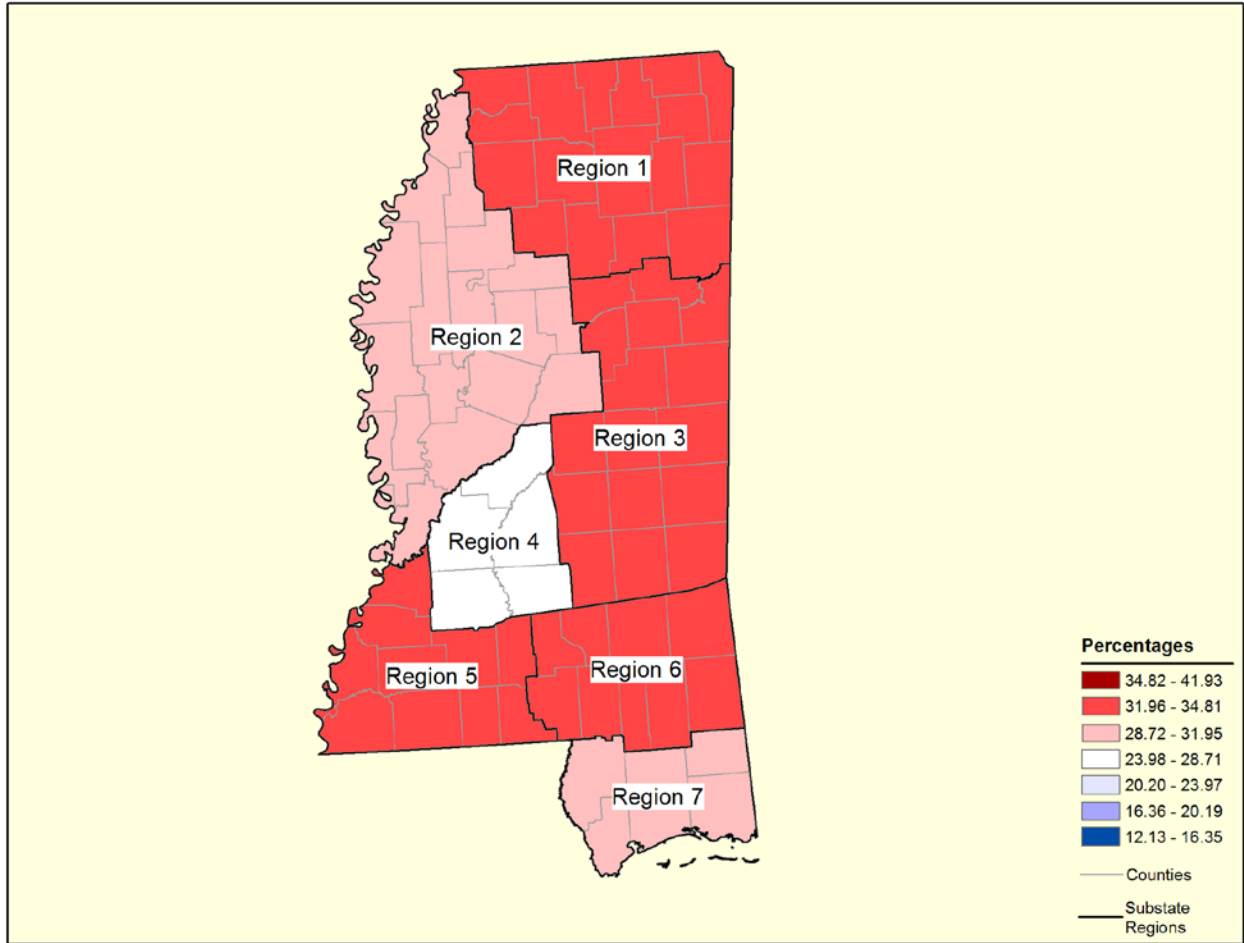 Region 1
Region 2
Region 3
Region 4
Region 5
Region 6
Region 7
Percentages
34.82 - 41.93
31.96 - 34.81
28.72 - 31.95
23.98 - 28.71
20.20 - 23.97
16.36 - 20.19
12.13 - 16.35
Counties
Substate
Regions